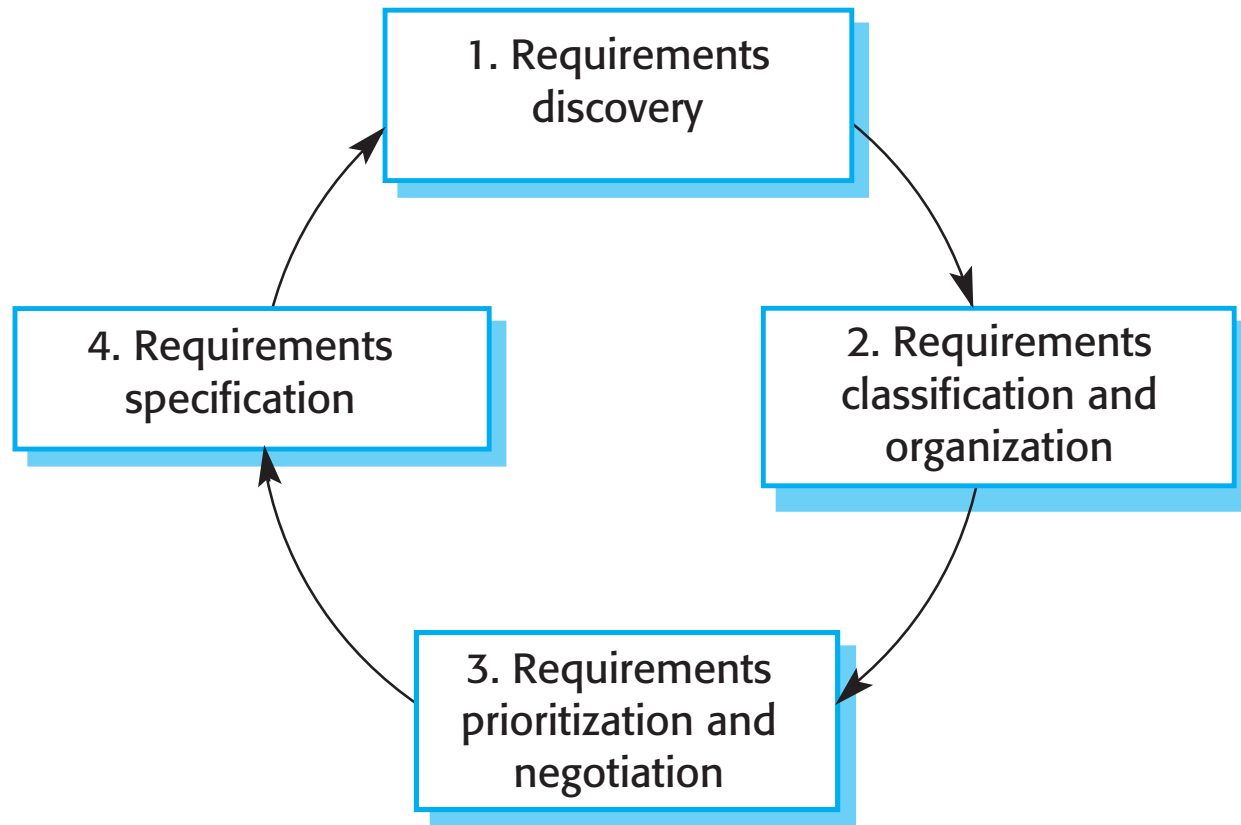 1. Requirements
discovery
2. Requirements
classification and
organization
3. Requirements
prioritization and
negotiation
4. Requirements
specification